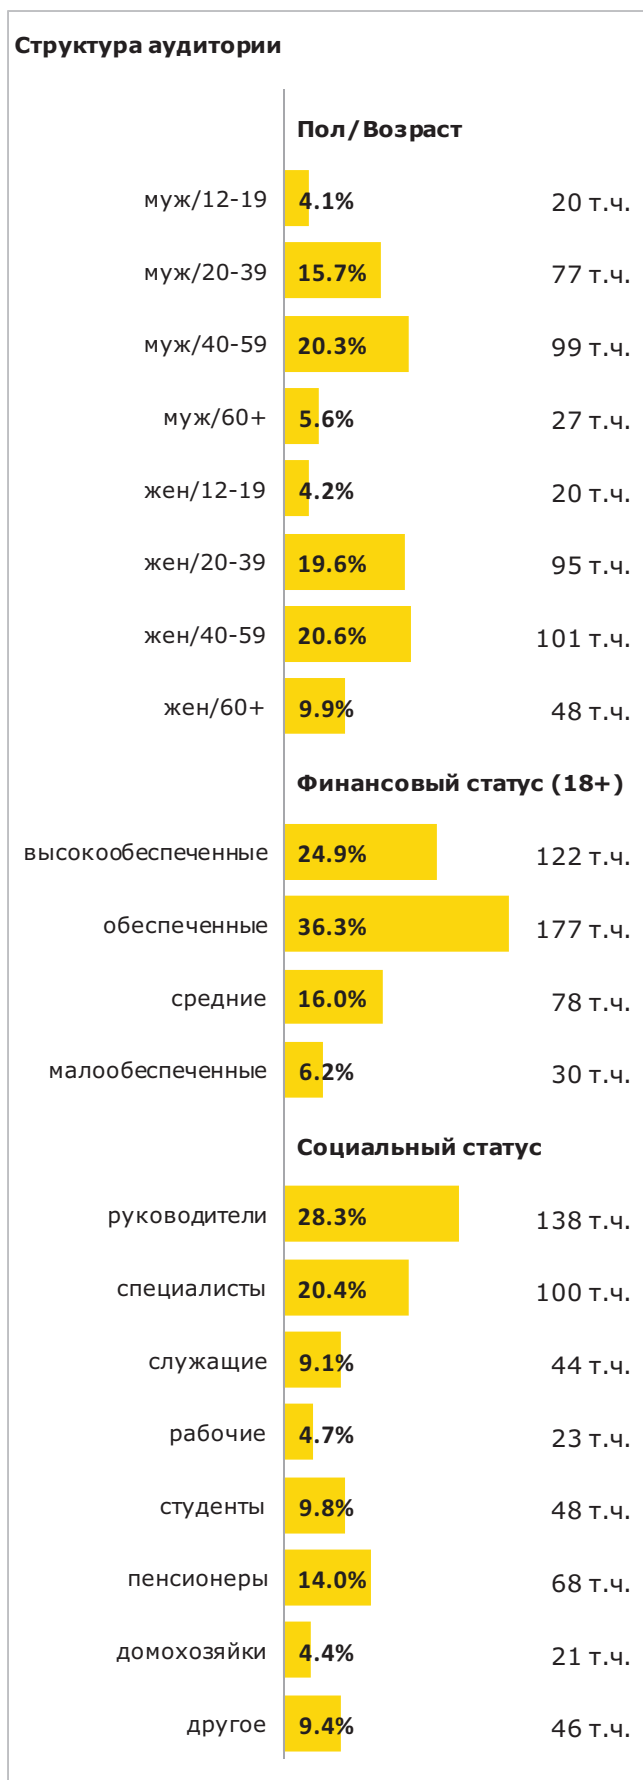 Структура аудитории
Пол/Возраст
муж/12-19 4.1% 20 т.ч.
муж/20-39 15.7% 77 т.ч.
муж/40-59 20.3% 99 т.ч.
муж/60+ 5.6% 27 т.ч.
жен/12-19 4.2% 20 т.ч.
жен/20-39 19.6% 95 т.ч.
жен/40-59 20.6% 101 т.ч.
жен/60+ 9.9% 48 т.ч.
Финансовый статус (18+)
высокообеспеченные 24.9% 122 т.ч.
обеспеченные 36.3% 177 т.ч.
средние 16.0% 78 т.ч.
малообеспеченные 6.2% 30 т.ч.
Социальный статус
руководители 28.3% 138 т.ч.
специалисты 20.4% 100 т.ч.
служащие 9.1% 44 т.ч.
рабочие 4.7% 23 т.ч.
студенты 9.8% 48 т.ч.
пенсионеры 14.0% 68 т.ч.
домохозяйки 4.4% 21 т.ч.
другое 9.4% 46 т.ч.